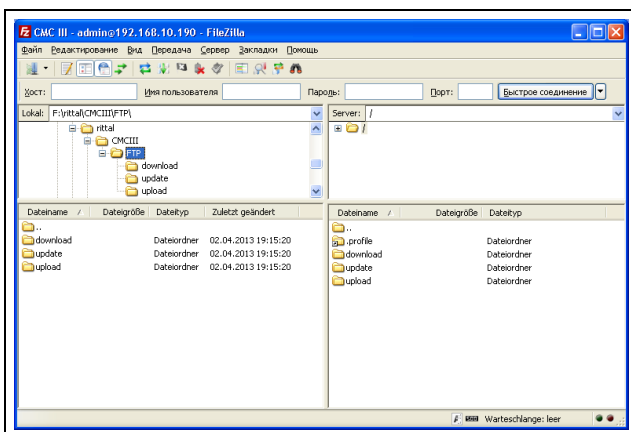 CMC III - admin@192.168.10.190 - FileZilla
Файл Редактирование Вид Передача Сервер Закладки Помощь
Хост: Имя пользователя Пароль: Порт: Быстрое соединение
Lokal: F:\rittal\CMCIII\FTP\ Server: /
rittal /
CMCIII
FTP
download
update
upload
Dateiname / Dateigröße Dateityp Zuletzt geändert Dateiname / Dateigröße Dateityp
.. ..
download Dateiordner 02.04.2013 19:15:20 .profile Dateiordner
update Dateiordner 02.04.2013 19:15:20 download Dateiordner
upload Dateiordner 02.04.2013 19:15:20 update Dateiordner
upload Dateiordner
Warteschlange: leer